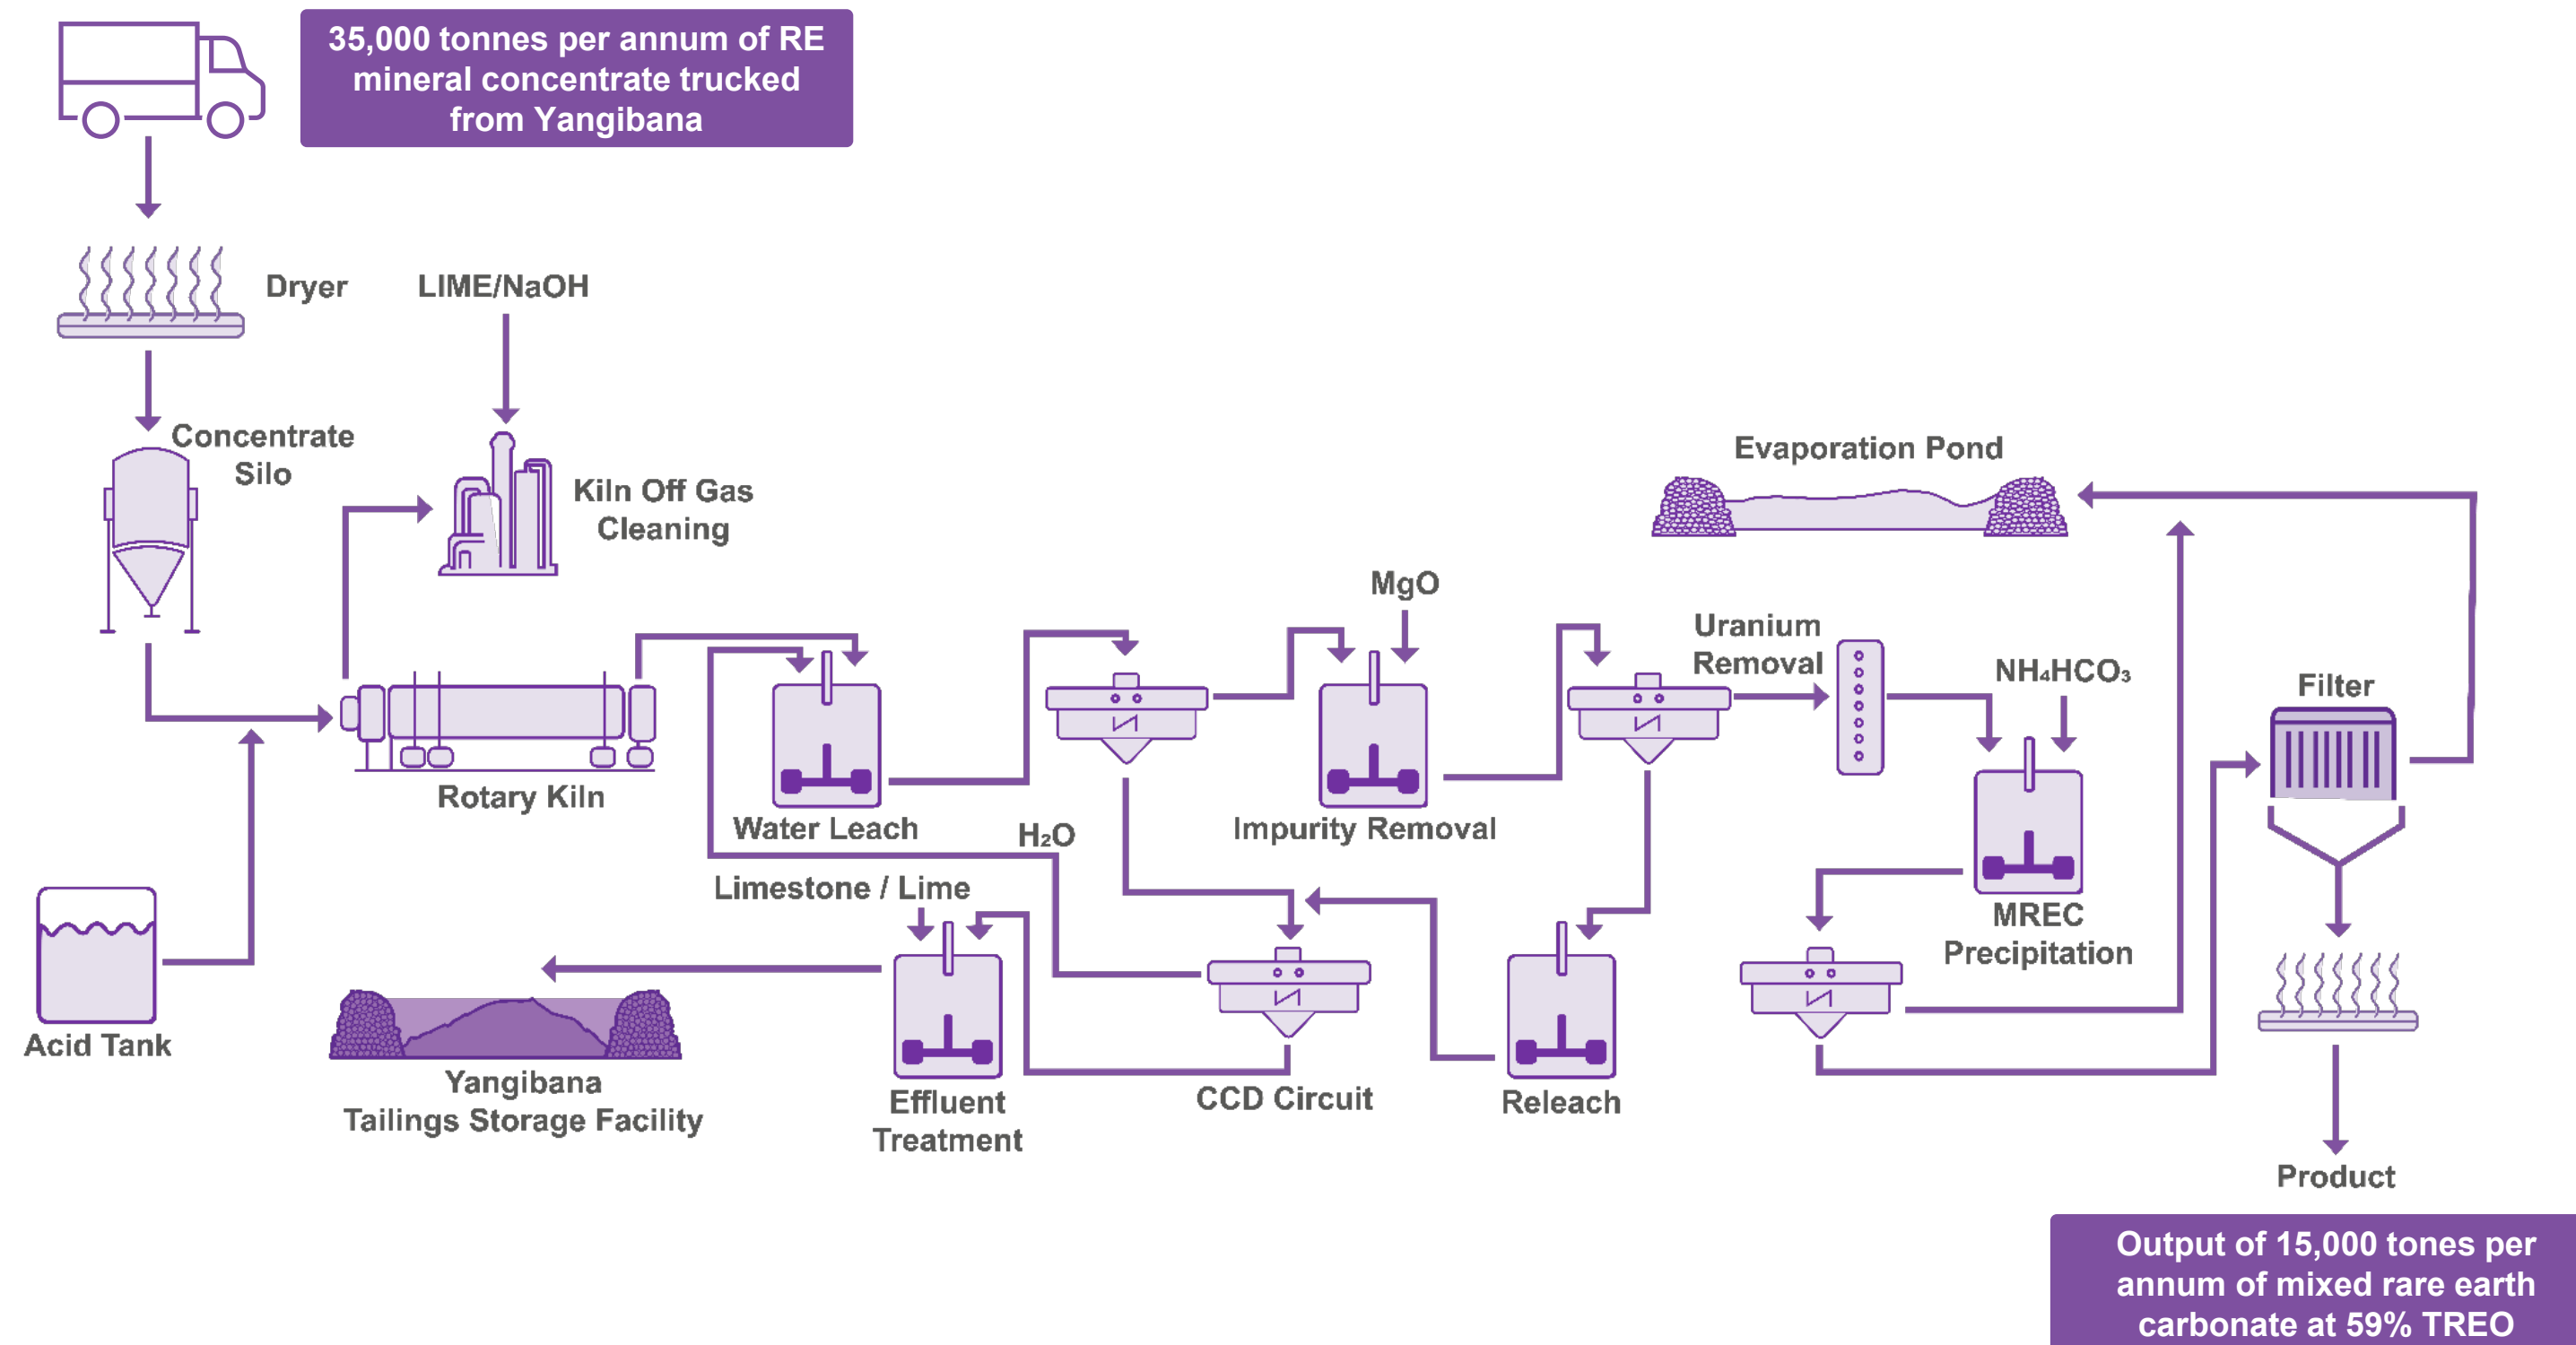 35,000 tonnes per annum of RE
mineral concentrate trucked
from Yangibana
Dryer
LIME/NaOH
Concentrate
Silo
Kiln Off Gas
Cleaning
Evaporation Pond
MgO
Uranium
Removal
NH₄HCO₃
Filter
Rotary Kiln
Water Leach
H₂O
Impurity Removal
Limestone / Lime
MREC
Precipitation
Acid Tank
Yangibana
Tailings Storage Facility
Effluent
Treatment
CCD Circuit
Releach
Product
Output of 15,000 tones per
annum of mixed rare earth
carbonate at 59% TREO